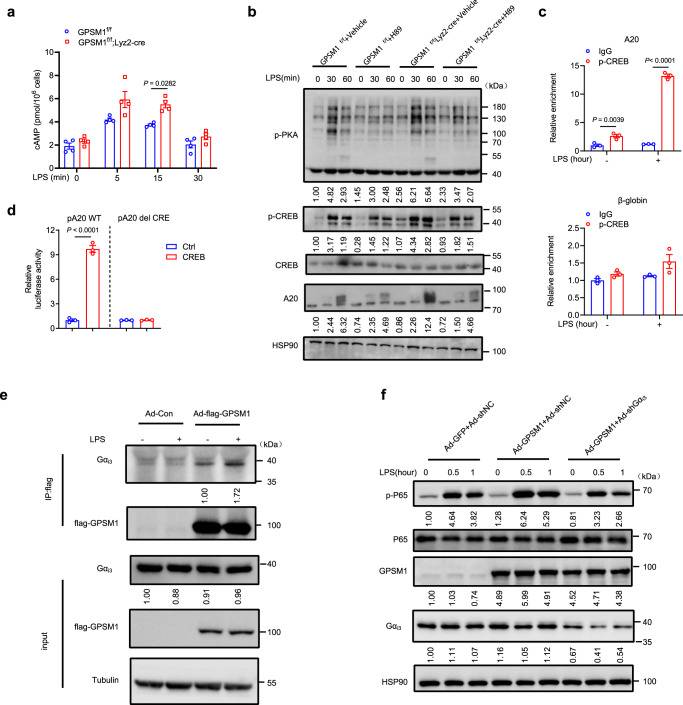 a
GPSM1f/f
GPSM1f/f;Lyz2-cre
cAMP (pmol/10⁶ cells)
10
8
6
4
2
0
P = 0.0282
LPS (min) 0 5 15 30
b
GPSM1 f/f+Vehicle
GPSM1 f/f+H89
GPSM1 f/f;Lyz2-cre+Vehicle
GPSM1 f/f;Lyz2-cre+H89
LPS(min) 0 30 60 0 30 60 0 30 60 0 30 60
(kDa)
p-PKA
180
130
100
70
55
40
1.00 4.82 2.93 1.45 3.00 2.48 2.56 6.21 5.64 2.33 3.47 2.07
p-CREB
55
40
1.00 3.17 1.19 0.28 1.45 1.22 1.07 4.34 2.82 0.93 1.82 1.51
CREB
55
40
A20
100
70
1.00 2.44 6.32 0.74 2.35 4.69 0.86 2.26 12.4 0.72 1.50 4.66
HSP90
100
c
A20
IgG
p-CREB
P<0.0001
P = 0.0039
Relative enrichment
15
10
5
0
LPS (hour) - +
β-globin
IgG
p-CREB
Relative enrichment
2.5
2.0
1.5
1.0
0.5
0.0
LPS (hour) - +
d
pA20 WT pA20 del CRE
P < 0.0001
Ctrl
CREB
Relative
luciferase activity
15
12
9
6
3
0
e
Ad-Con Ad-flag-GPSM1
LPS - + - +
(kDa)
IP:flag
Gαi3
40
35
1.00 1.72
flag-GPSM1
100
input
Gαi3
40
1.00 0.88 0.91 0.96
flag-GPSM1
100
Tubulin
55
f
Ad-GFP+Ad-shNC
Ad-GPSM1+Ad-shNC
Ad-GPSM1+Ad-shGαi3
LPS(hour) 0 0.5 1 0 0.5 1 0 0.5 1
(kDa)
p-P65
70
1.00 4.64 3.82 1.28 6.24 5.29 0.81 3.23 2.66
P65
70
GPSM1
100
1.00 1.03 0.74 4.89 5.99 4.91 4.52 4.71 4.38
Gαi3
40
35
1.00 1.11 1.07 1.16 1.05 1.12 0.67 0.41 0.54
HSP90
100